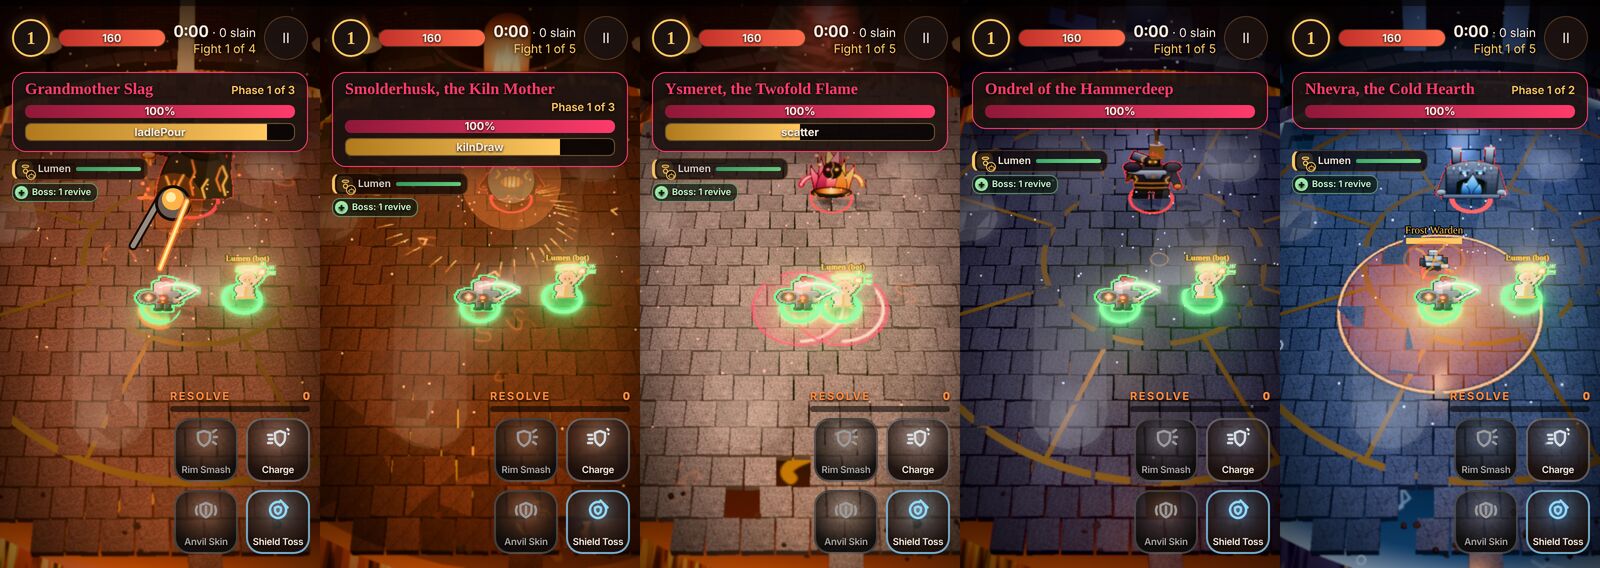 1
160
0:00 · 0 slain
Fight 1 of 4
Grandmother Slag
Phase 1 of 3
100%
ladlePour
Lumen
Boss: 1 revive
Lumen (bot)
RESOLVE 0
Rim Smash
Charge
Anvil Skin
Shield Toss
1
160
0:00 · 0 slain
Fight 1 of 5
Smolderhusk, the Kiln Mother
Phase 1 of 3
100%
kilnDraw
Lumen
Boss: 1 revive
Lumen (bot)
RESOLVE 0
Rim Smash
Charge
Anvil Skin
Shield Toss
1
160
0:00 · 0 slain
Fight 1 of 5
Ysmeret, the Twofold Flame
100%
scatter
Lumen
Boss: 1 revive
Lumen (bot)
RESOLVE 0
Rim Smash
Charge
Anvil Skin
Shield Toss
1
160
0:00 · 0 slain
Fight 1 of 5
Ondrel of the Hammerdeep
100%
Lumen
Boss: 1 revive
Lumen (bot)
RESOLVE 0
Rim Smash
Charge
Anvil Skin
Shield Toss
1
160
0:00 · 0 slain
Fight 1 of 5
Nhevra, the Cold Hearth
Phase 1 of 2
100%
Lumen
Boss: 1 revive
Frost Warden
Lumen (bot)
RESOLVE 0
Rim Smash
Charge
Anvil Skin
Shield Toss